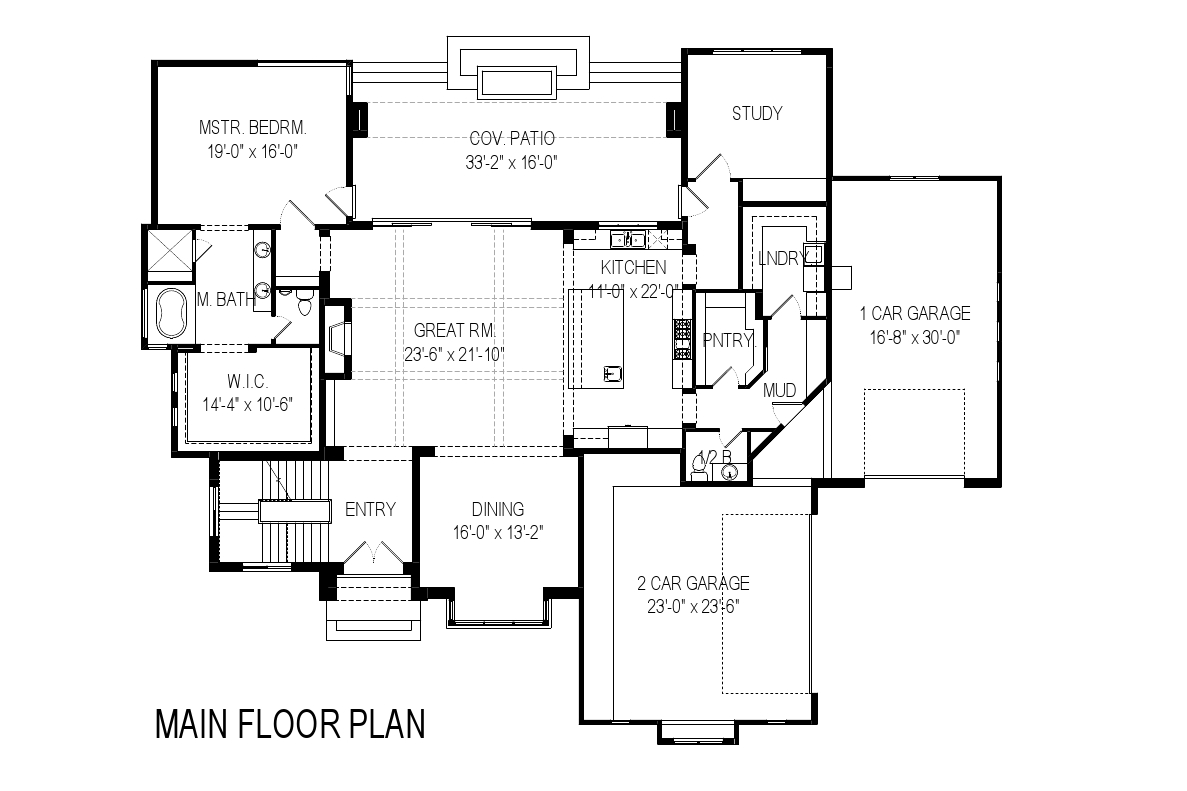 MSTR. BEDRM.
19'-0" x 16'-0"
COV. PATIO
33'-2" x 16'-0"
STUDY
M. BATH
KITCHEN
11'-0" x 22'-0"
LNDRY
GREAT RM.
23'-6" x 21'-10"
PNTRY.
1 CAR GARAGE
16'-8" x 30'-0"
W.I.C.
14'-4" x 10'-6"
MUD
1/2 B
ENTRY
DINING
16'-0" x 13'-2"
2 CAR GARAGE
23'-0" x 23'-6"
MAIN FLOOR PLAN